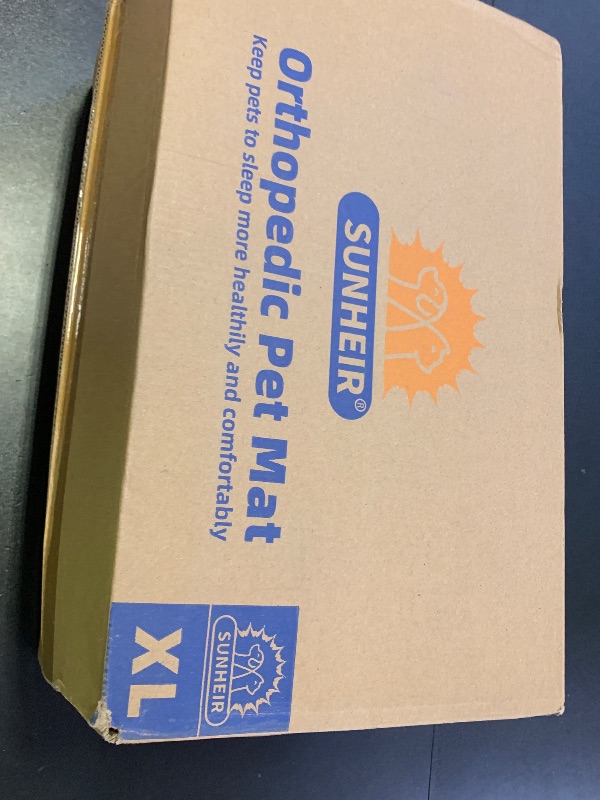 SUNHEIR®
Orthopedic Pet Mat
Keep pets to sleep more healthily and comfortably
SUNHEIR
XL